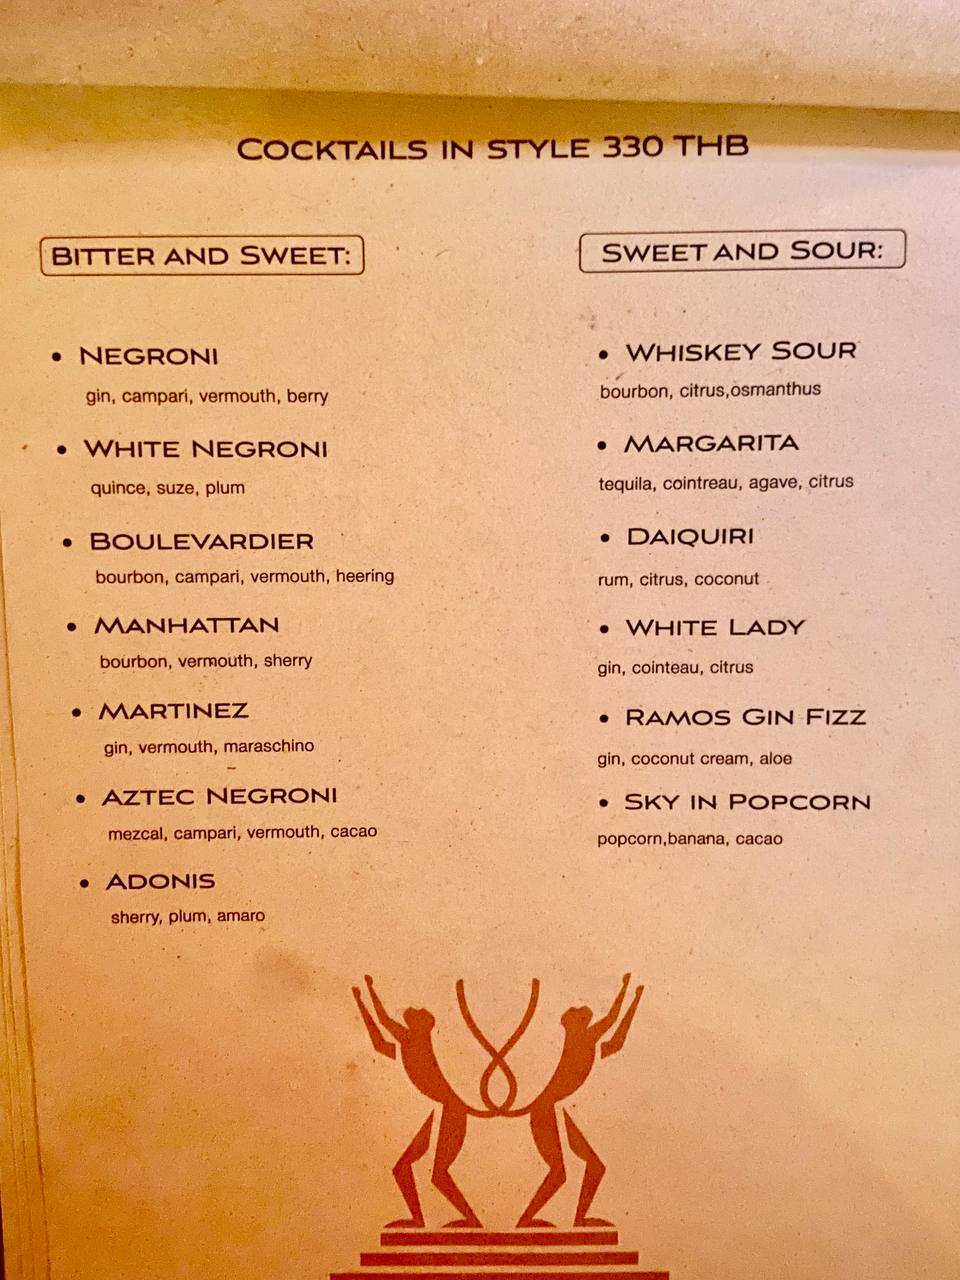 Cocktails in style 330 THB
Bitter and Sweet:
• Negroni
gin, campari, vermouth, berry
• White Negroni
quince, suze, plum
• Boulevardier
bourbon, campari, vermouth, heering
• Manhattan
bourbon, vermouth, sherry
• Martinez
gin, vermouth, maraschino
• Aztec Negroni
mezcal, campari, vermouth, cacao
• Adonis
sherry, plum, amaro
Sweet and Sour:
• Whiskey Sour
bourbon, citrus,osmanthus
• Margarita
tequila, cointreau, agave, citrus
• Daiquiri
rum, citrus, coconut
• White Lady
gin, cointeau, citrus
• Ramos Gin Fizz
gin, coconut cream, aloe
• Sky in Popcorn
popcorn,banana, cacao